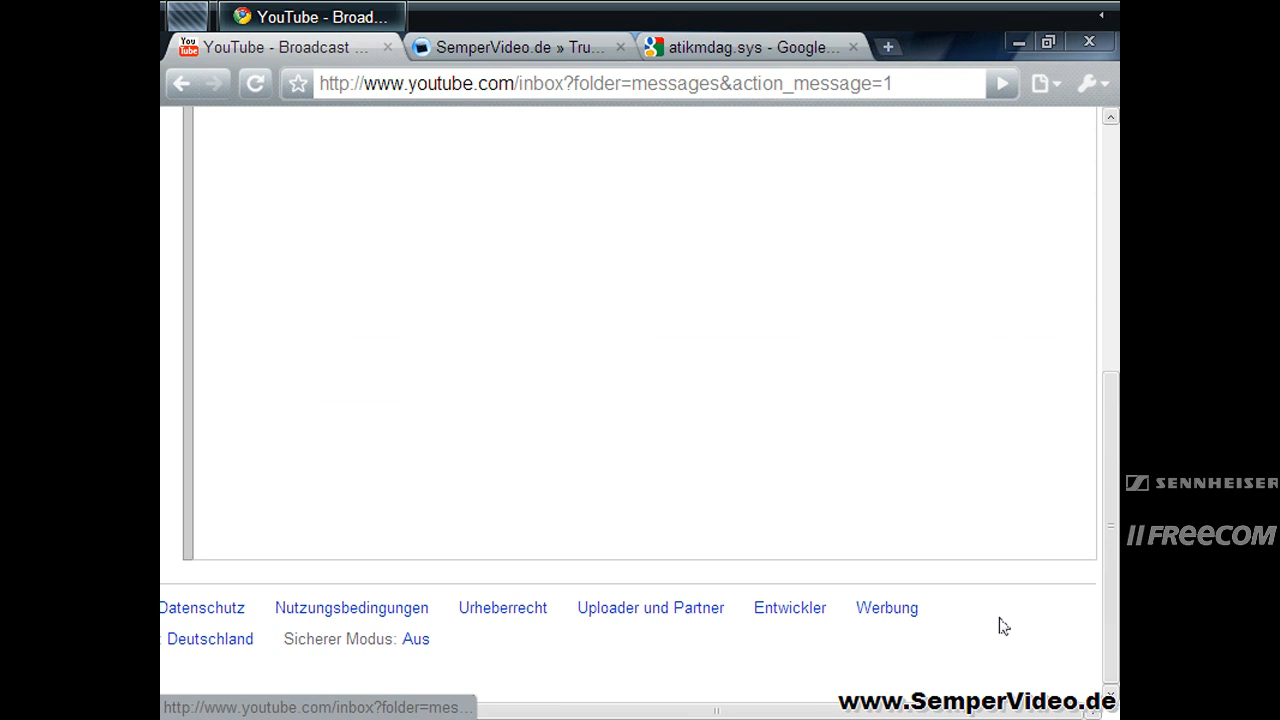 YouTube - Broad...
You Tube YouTube - Broadcast ... SemperVideo.de » Tru... atikmdag.sys - Google...
http://www.youtube.com/inbox?folder=messages&action_message=1
SENNHEISER
FREECOM
Datenschutz Nutzungsbedingungen Urheberrecht Uploader und Partner Entwickler Werbung
: Deutschland Sicherer Modus: Aus
www.SemperVideo.de
http://www.youtube.com/inbox?folder=mes...